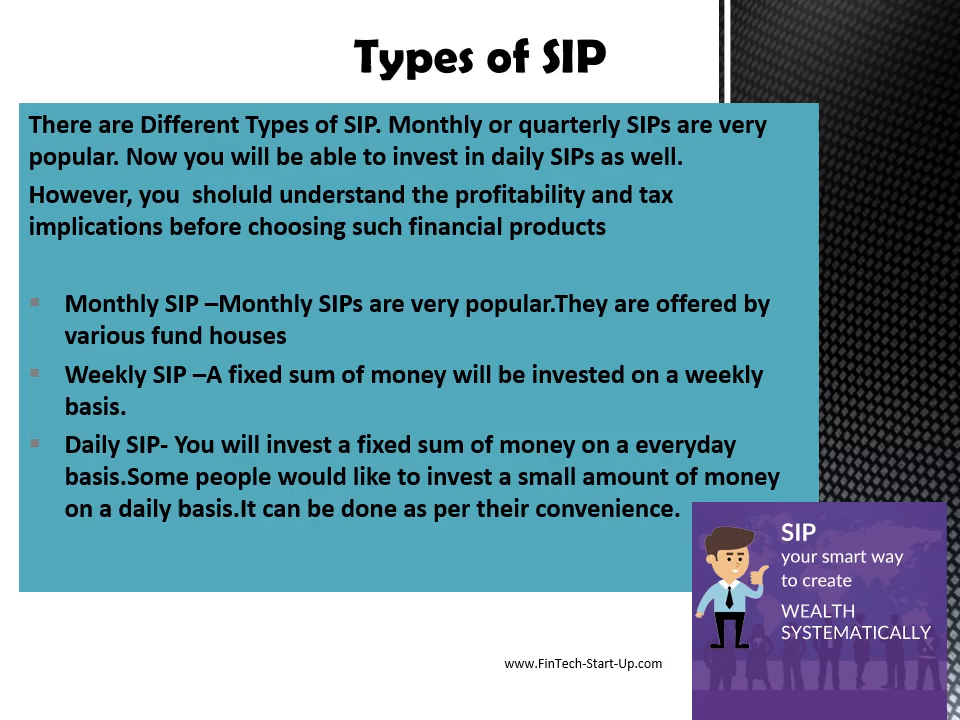 Types of SIP
There are Different Types of SIP. Monthly or quarterly SIPs are very
popular. Now you will be able to invest in daily SIPs as well.
However, you  sholuld understand the profitability and tax
implications before choosing such financial products
Monthly SIP –Monthly SIPs are very popular.They are offered by
various fund houses
Weekly SIP –A fixed sum of money will be invested on a weekly
basis.
Daily SIP- You will invest a fixed sum of money on a everyday
basis.Some people would like to invest a small amount of money
on a daily basis.It can be done as per their convenience.
SIP
your smart way
to create
WEALTH
SYSTEMATICALLY
www.FinTech-Start-Up.com